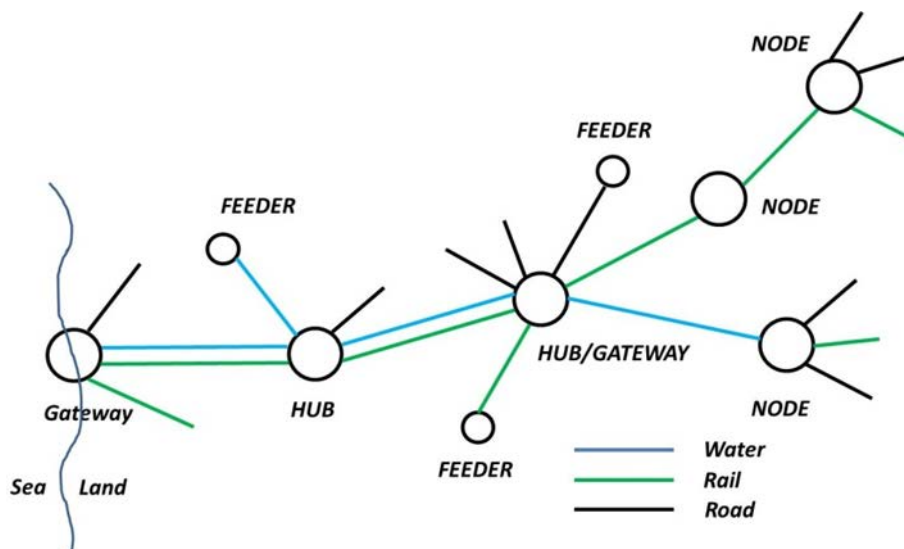 NODE
FEEDER
FEEDER
NODE
HUB/GATEWAY
Gateway
HUB
NODE
FEEDER
Water
Sea Land
Rail
Road